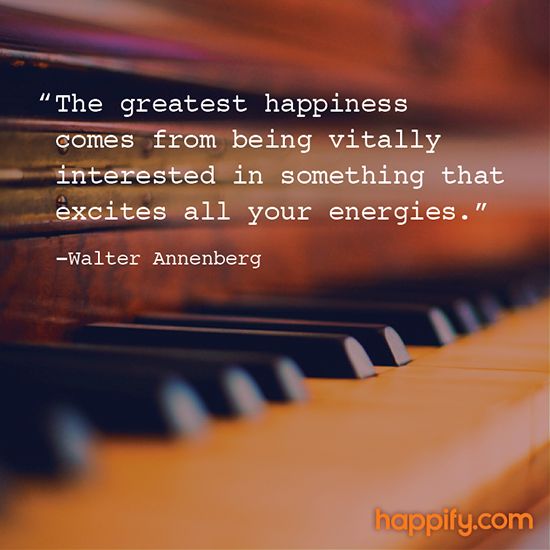 “The greatest happiness
comes from being vitally
interested in something that
excites all your energies.”
–Walter Annenberg
happify.com